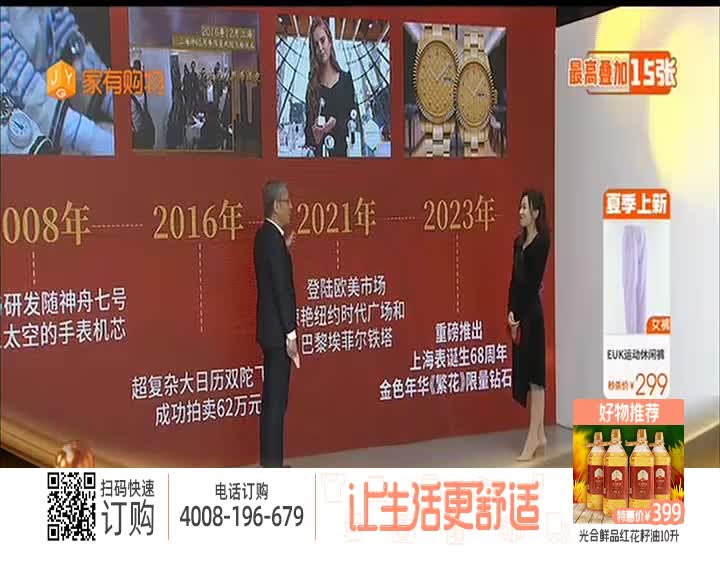 JYG
家有购物
2016年12月 上海
最高叠加15张
008年
2016年
2021年
2023年
研发随神舟七号
太空的手表机芯
超复杂大日历双陀飞
成功拍卖62万元
登陆欧美市场
艳纽约时代广场和
巴黎埃菲尔铁塔
重磅推出
上海表诞生68周年
金色年华《繁花》限量钻石
夏季上新
女裤
EUK运动休闲裤
秒杀价¥299
好物推荐
特惠价¥399
光合鲜品红花籽油10升
扫码快速
订购
电话订购
4008-196-679
让生活更舒适